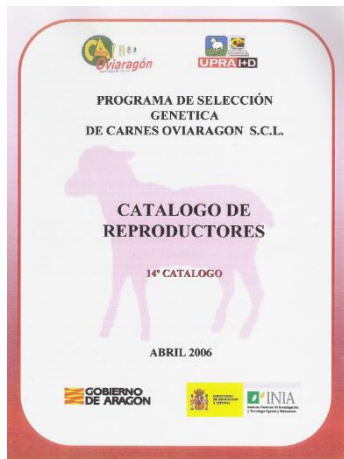 Oviaragón
UPRA I+D
PROGRAMA DE SELECCIÓN
GENETICA
DE CARNES OVIARAGON S.C.L.
CATALOGO DE
REPRODUCTORES
14º CATALOGO
ABRIL 2006
GOBIERNO
DE ARAGON
INIA